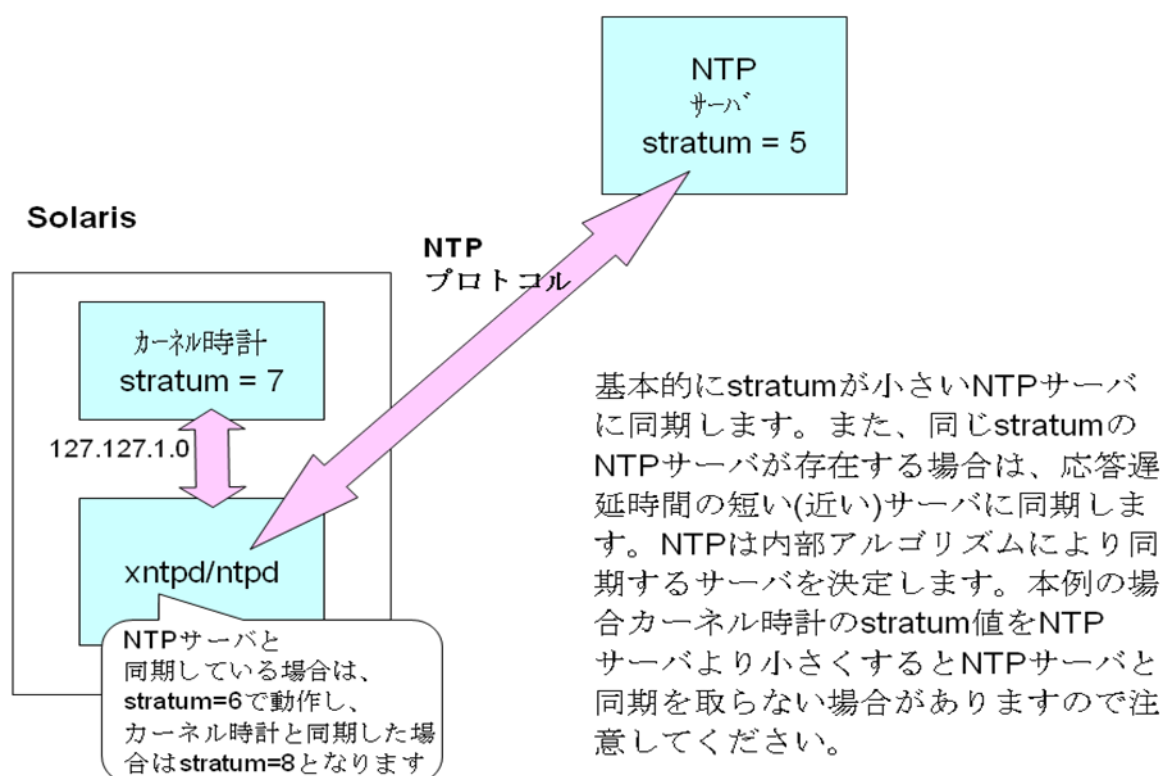 NTP
ｻｰﾊﾞ
stratum = 5
Solaris
NTP
プロトコル
ｶｰﾈﾙ時計
stratum = 7
127.127.1.0
xntpd/ntpd
NTPサーバと
同期している場合は、
stratum=6で動作し、
カーネル時計と同期した場
合はstratum=8となります
基本的にstratumが小さいNTPサーバ
に同期します。また、同じstratumの
NTPサーバが存在する場合は、応答遅
延時間の短い(近い)サーバに同期しま
す。NTPは内部アルゴリズムにより同
期するサーバを決定します。本例の場
合カーネル時計のstratum値をNTP
サーバより小さくするとNTPサーバと
同期を取らない場合がありますので注
意してください。